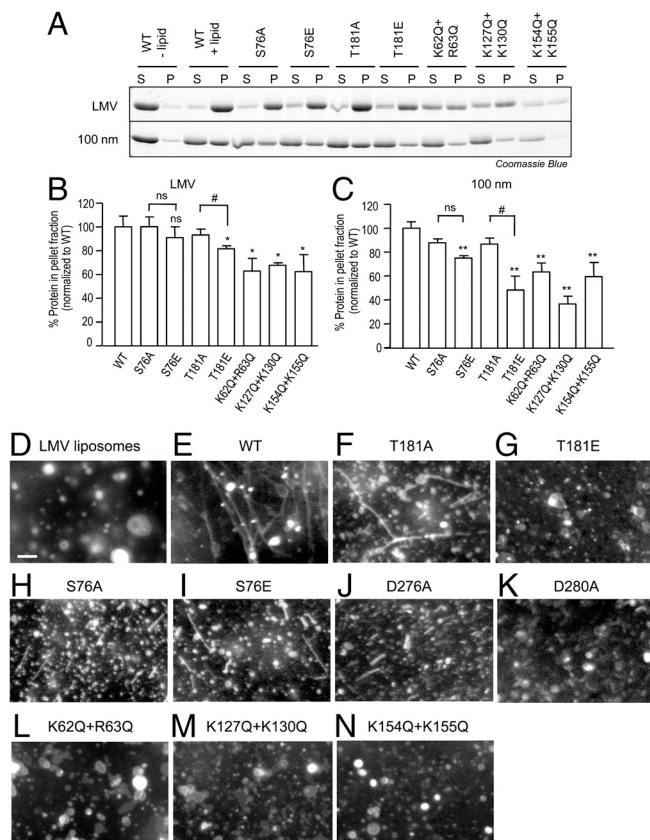 A
WT - lipid
WT + lipid
S76A
S76E
T181A
T181E
K62Q+ R63Q
K127Q+ K130Q
K154Q+ K155Q
S P S P S P S P S P S P S P S P S P
LMV
100 nm
Coomassie Blue
B
LMV
% Protein in pellet fraction
(normalized to WT)
120
100
80
60
40
20
0
ns
ns
#
*
*
*
*
WT
S76A
S76E
T181A
T181E
K62Q+R63Q
K127Q+K130Q
K154Q+K155Q
C
100 nm
% Protein in pellet fraction
(normalized to WT)
120
100
80
60
40
20
0
ns
**
#
**
**
**
**
WT
S76A
S76E
T181A
T181E
K62Q+R63Q
K127Q+K130Q
K154Q+K155Q
D LMV liposomes
E WT
F T181A
G T181E
H S76A
I S76E
J D276A
K D280A
L K62Q+R63Q
M K127Q+K130Q
N K154Q+K155Q